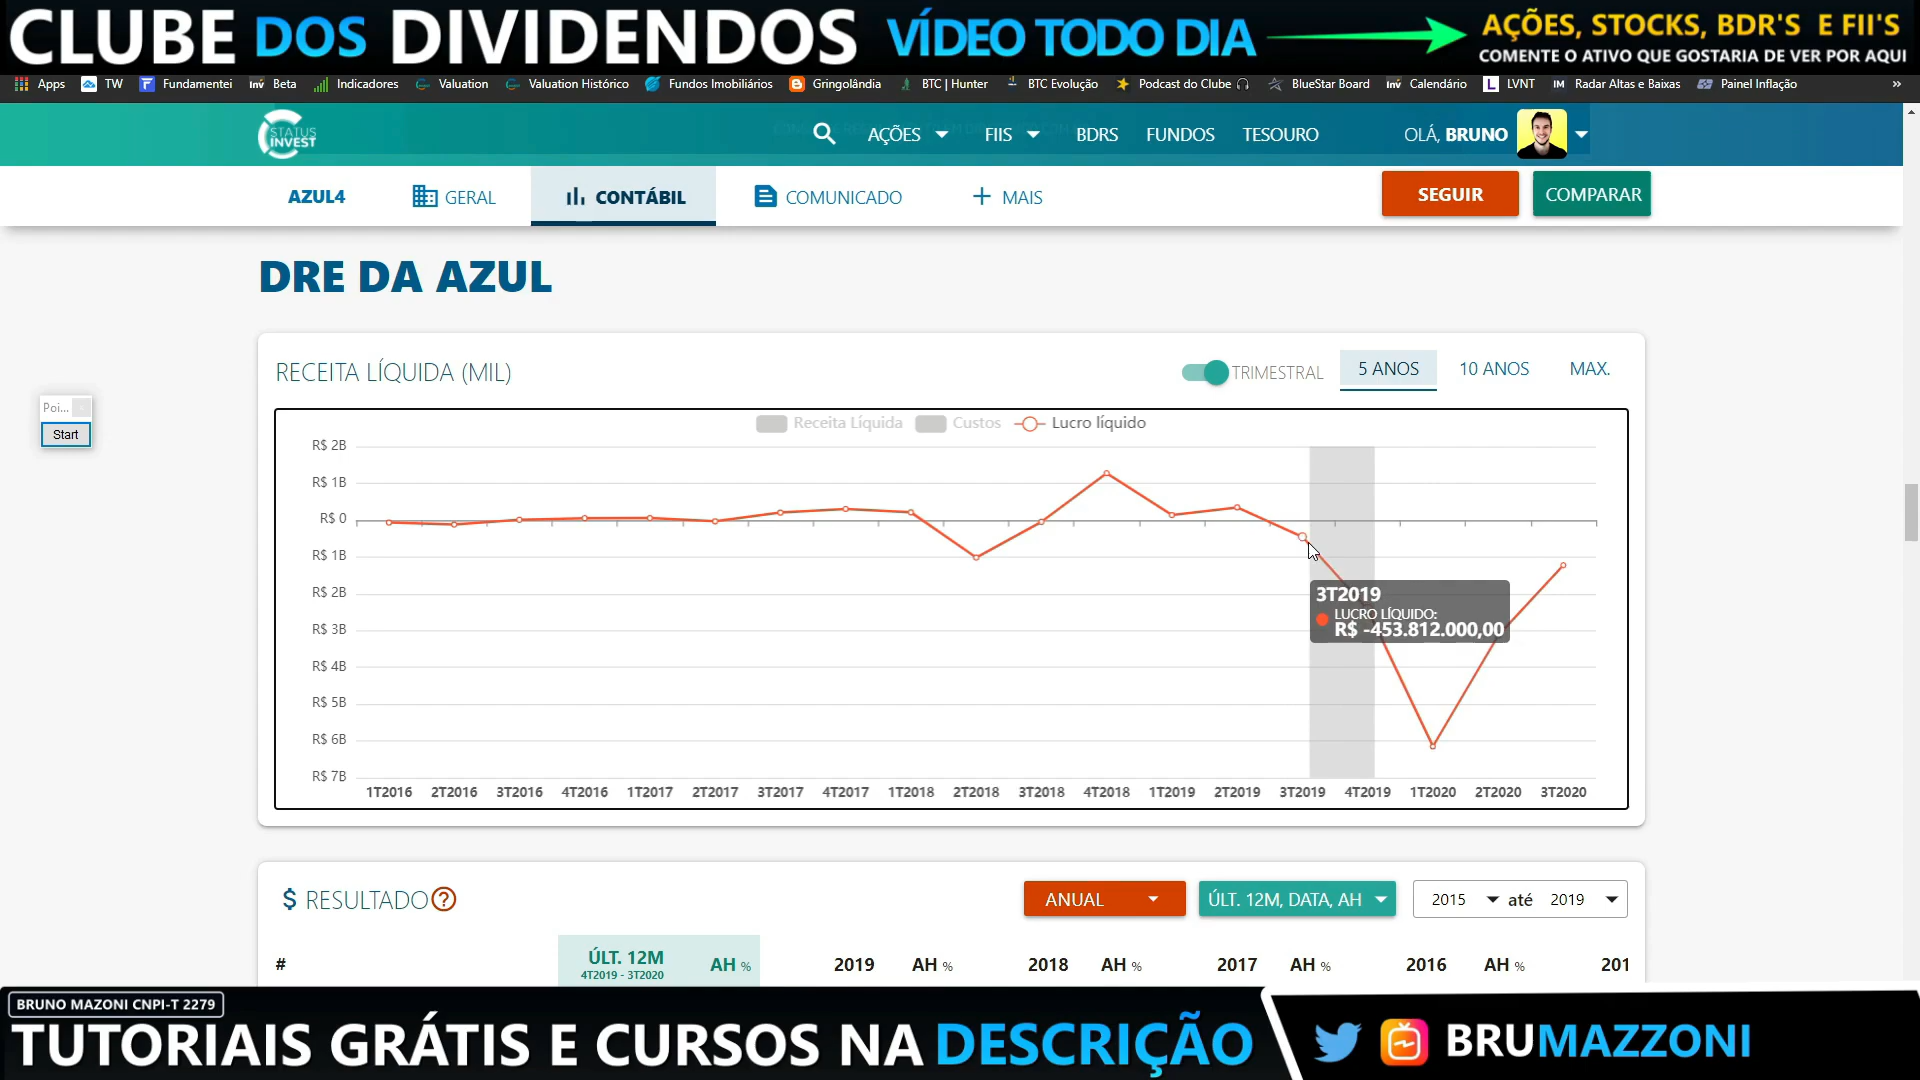 CLUBE DOS DIVIDENDOS VÍDEO TODO DIA AÇÕES, STOCKS, BDR'S E FII'S
COMENTE O ATIVO QUE GOSTARIA DE VER POR AQUI
Apps TW Fundamentei Beta Indicadores Valuation Valuation Histórico Fundos Imobiliários Gringolândia BTC | Hunter BTC Evolução Podcast do Clube BlueStar Board Calendário LVNT Radar Altas e Baixas Painel Inflação »
STATUS
INVEST
AÇÕES FIIS BDRS FUNDOS TESOURO OLÁ, BRUNO
AZUL4 GERAL CONTÁBIL COMUNICADO MAIS SEGUIR COMPARAR
DRE DA AZUL
RECEITA LÍQUIDA (MIL) TRIMESTRAL 5 ANOS 10 ANOS MAX.
Poi...
Start
Receita Líquida Custos Lucro líquido
R$ 2B
R$ 1B
R$ 0
R$ 1B
R$ 2B
R$ 3B
R$ 4B
R$ 5B
R$ 6B
R$ 7B
3T2019
LUCRO LÍQUIDO:
R$ -453.812.000,00
1T2016 2T2016 3T2016 4T2016 1T2017 2T2017 3T2017 4T2017 1T2018 2T2018 3T2018 4T2018 1T2019 2T2019 3T2019 4T2019 1T2020 2T2020 3T2020
$ RESULTADO ? ANUAL ÚLT. 12M, DATA, AH 2015 até 2019
# ÚLT. 12M AH % 2019 AH % 2018 AH % 2017 AH % 2016 AH % 201
4T2019 - 3T2020
BRUNO MAZONI CNPI-T 2279
TUTORIAIS GRÁTIS E CURSOS NA DESCRIÇÃO BRUMAZZONI